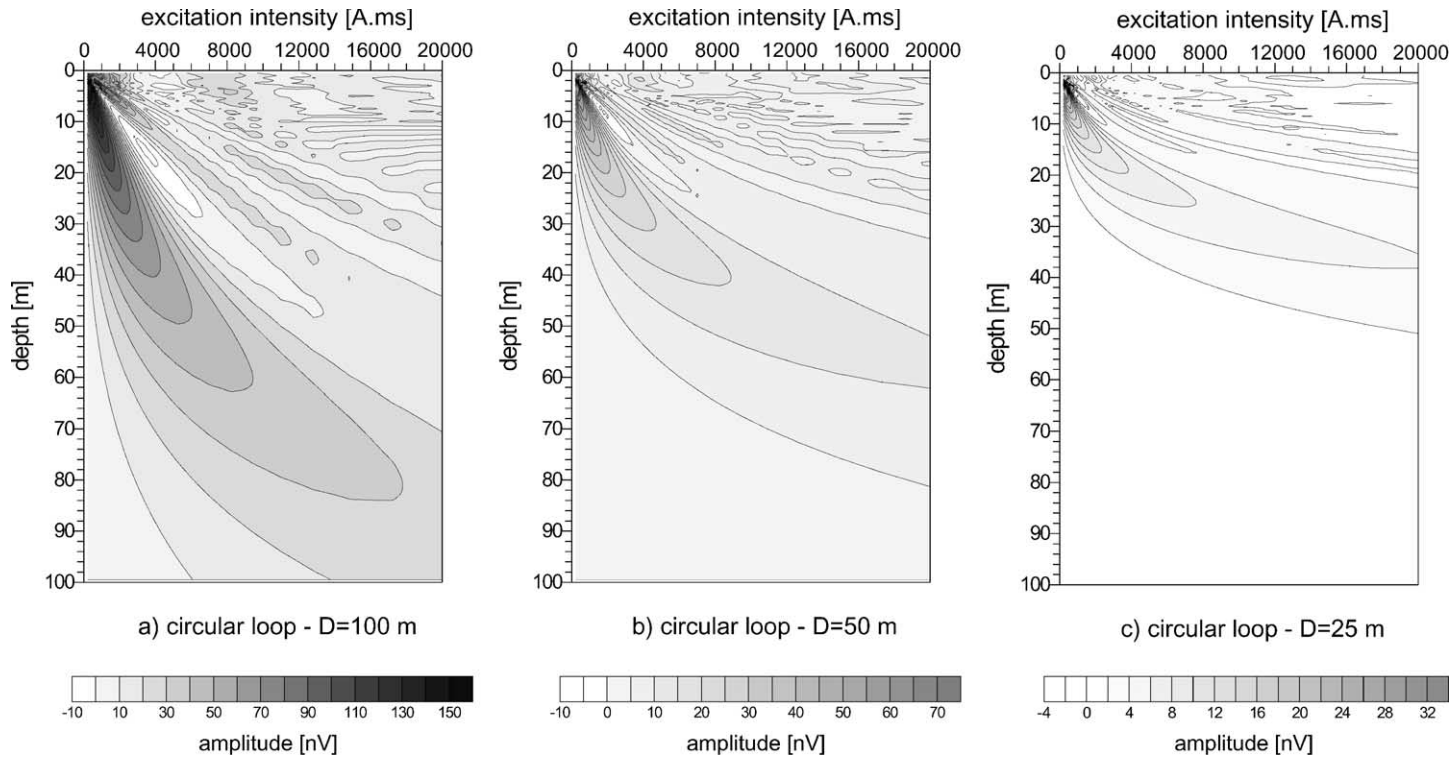 excitation intensity [A.ms]
0 4000 8000 12000 16000 20000
0
10
20
30
40
50
60
70
80
90
100
depth [m]
a) circular loop - D=100 m
-10 10 30 50 70 90 110 130 150
amplitude [nV]
excitation intensity [A.ms]
0 4000 8000 12000 16000 20000
0
10
20
30
40
50
60
70
80
90
100
depth [m]
b) circular loop - D=50 m
-10 0 10 20 30 40 50 60 70
amplitude [nV]
excitation intensity [A.ms]
0 4000 8000 12000 16000 20000
0
10
20
30
40
50
60
70
80
90
100
depth [m]
c) circular loop - D=25 m
-4 0 4 8 12 16 20 24 28 32
amplitude [nV]